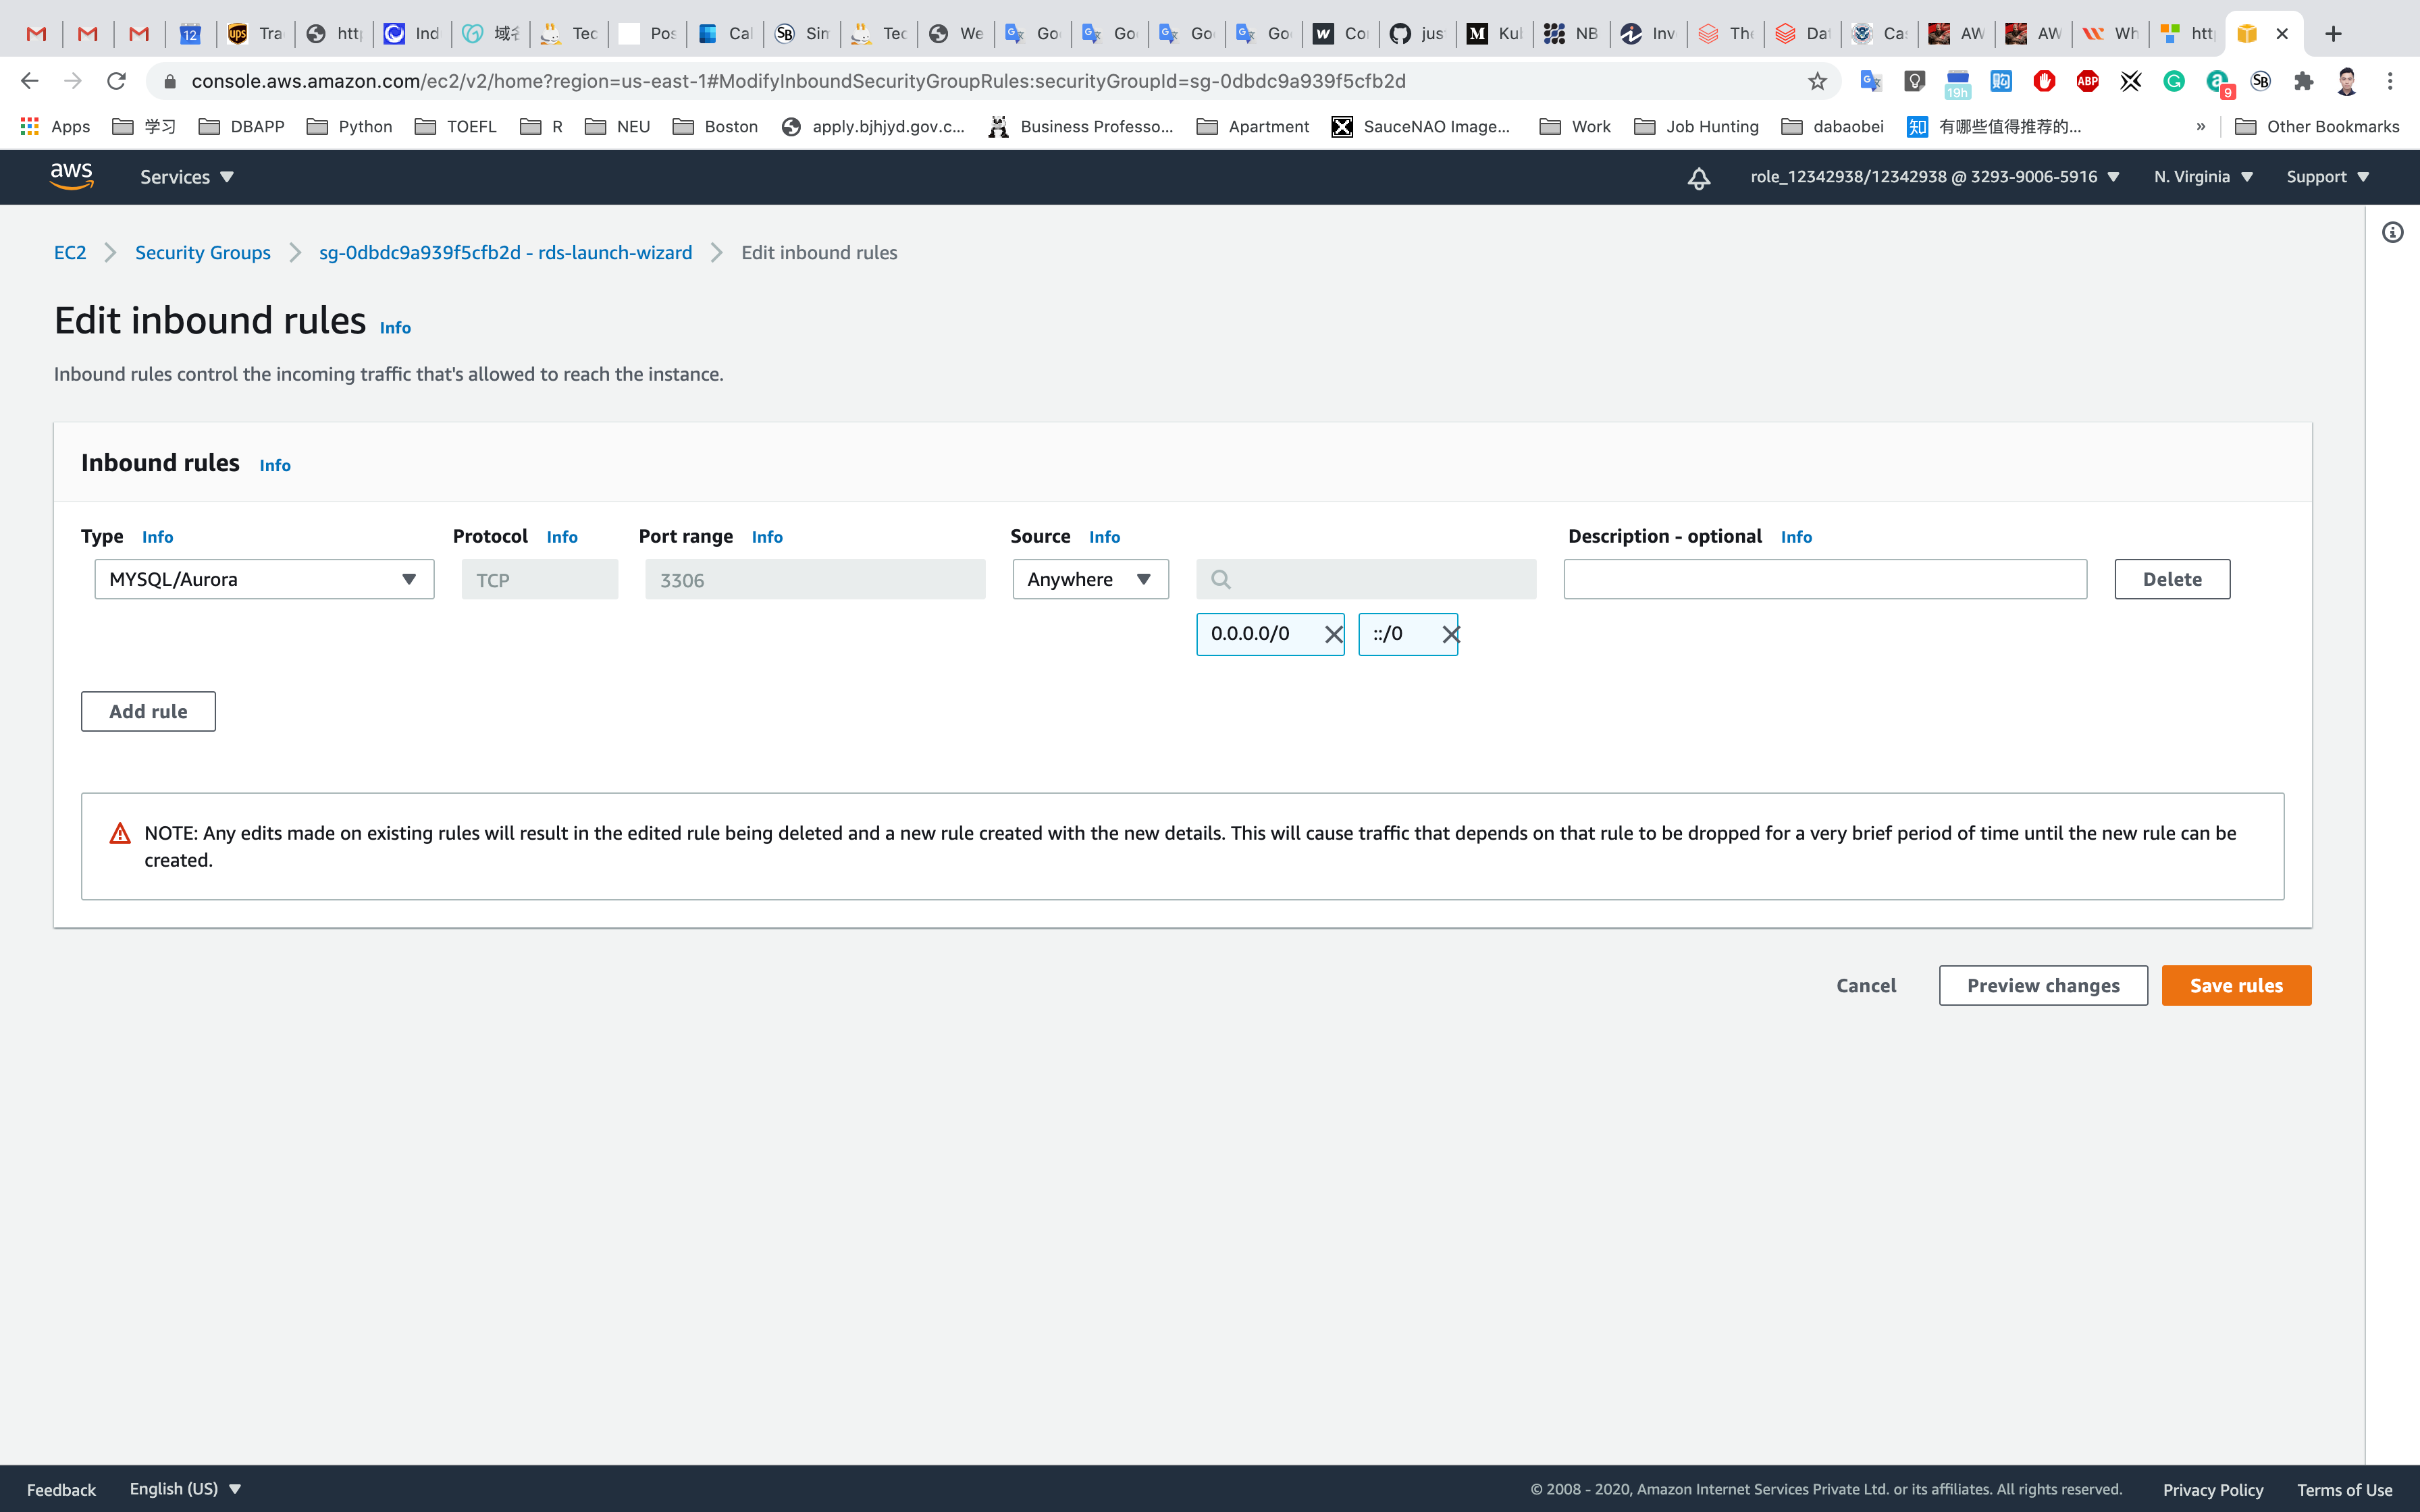 12 Tra htt Ind 域名 Tec Pos Cal Sim Tec We Go Go Go Go Co jus Kub NB Inv The Dat Ca AW AW Wh htt
console.aws.amazon.com/ec2/v2/home?region=us-east-1#ModifyInboundSecurityGroupRules:securityGroupId=sg-0dbdc9a939f5cfb2d 19h ABP 9 SB
Apps 学习 DBAPP Python TOEFL R NEU Boston apply.bjhjyd.gov.c... Business Professo... Apartment SauceNAO Image... Work Job Hunting dabaobei 知 有哪些值得推荐的... » Other Bookmarks
aws Services role_12342938/12342938 @ 3293-9006-5916 N. Virginia Support
EC2 Security Groups sg-0dbdc9a939f5cfb2d - rds-launch-wizard Edit inbound rules
Edit inbound rules Info
Inbound rules control the incoming traffic that's allowed to reach the instance.
Inbound rules Info
Type Info Protocol Info Port range Info Source Info Description - optional Info
MYSQL/Aurora TCP 3306 Anywhere Delete
0.0.0.0/0 ::/0
Add rule
NOTE: Any edits made on existing rules will result in the edited rule being deleted and a new rule created with the new details. This will cause traffic that depends on that rule to be dropped for a very brief period of time until the new rule can be
created.
Cancel Preview changes Save rules
Feedback English (US) © 2008 - 2020, Amazon Internet Services Private Ltd. or its affiliates. All rights reserved. Privacy Policy Terms of Use